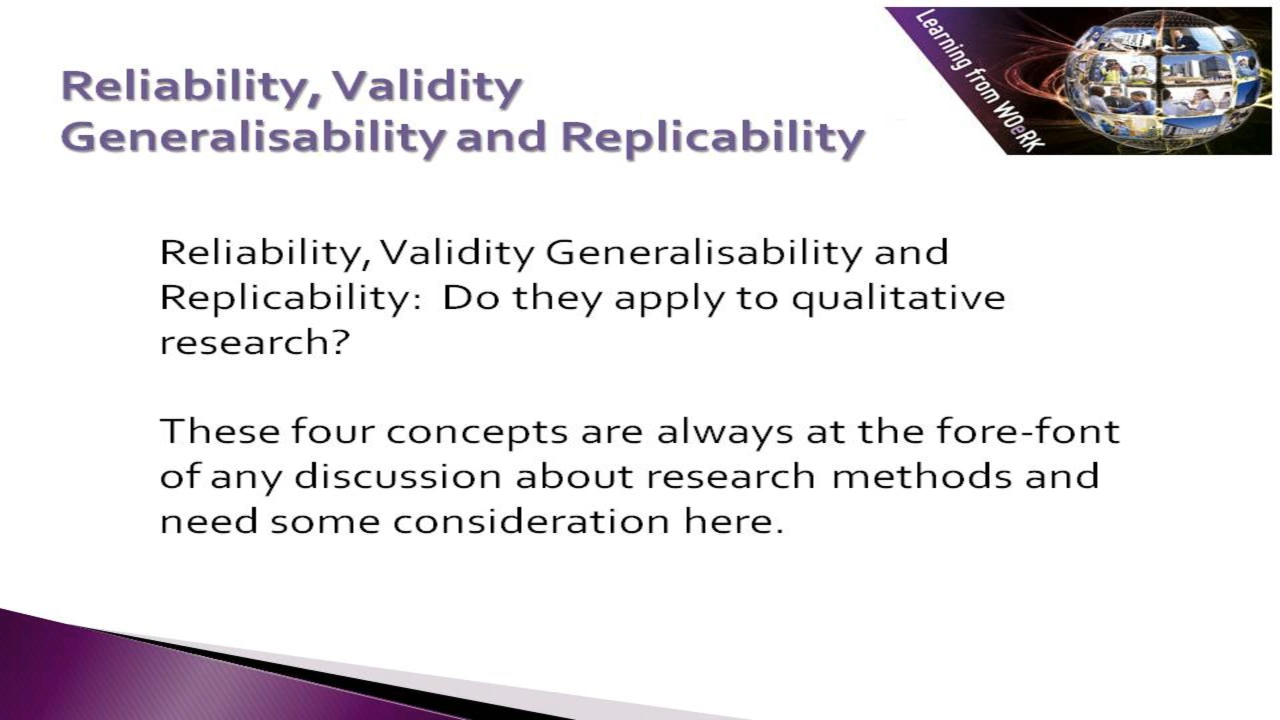 Reliability, Validity
Generalisability and Replicability
Learning from WOeRK
Reliability, Validity Generalisability and
Replicability: Do they apply to qualitative
research?
These four concepts are always at the fore-font
of any discussion about research methods and
need some consideration here.